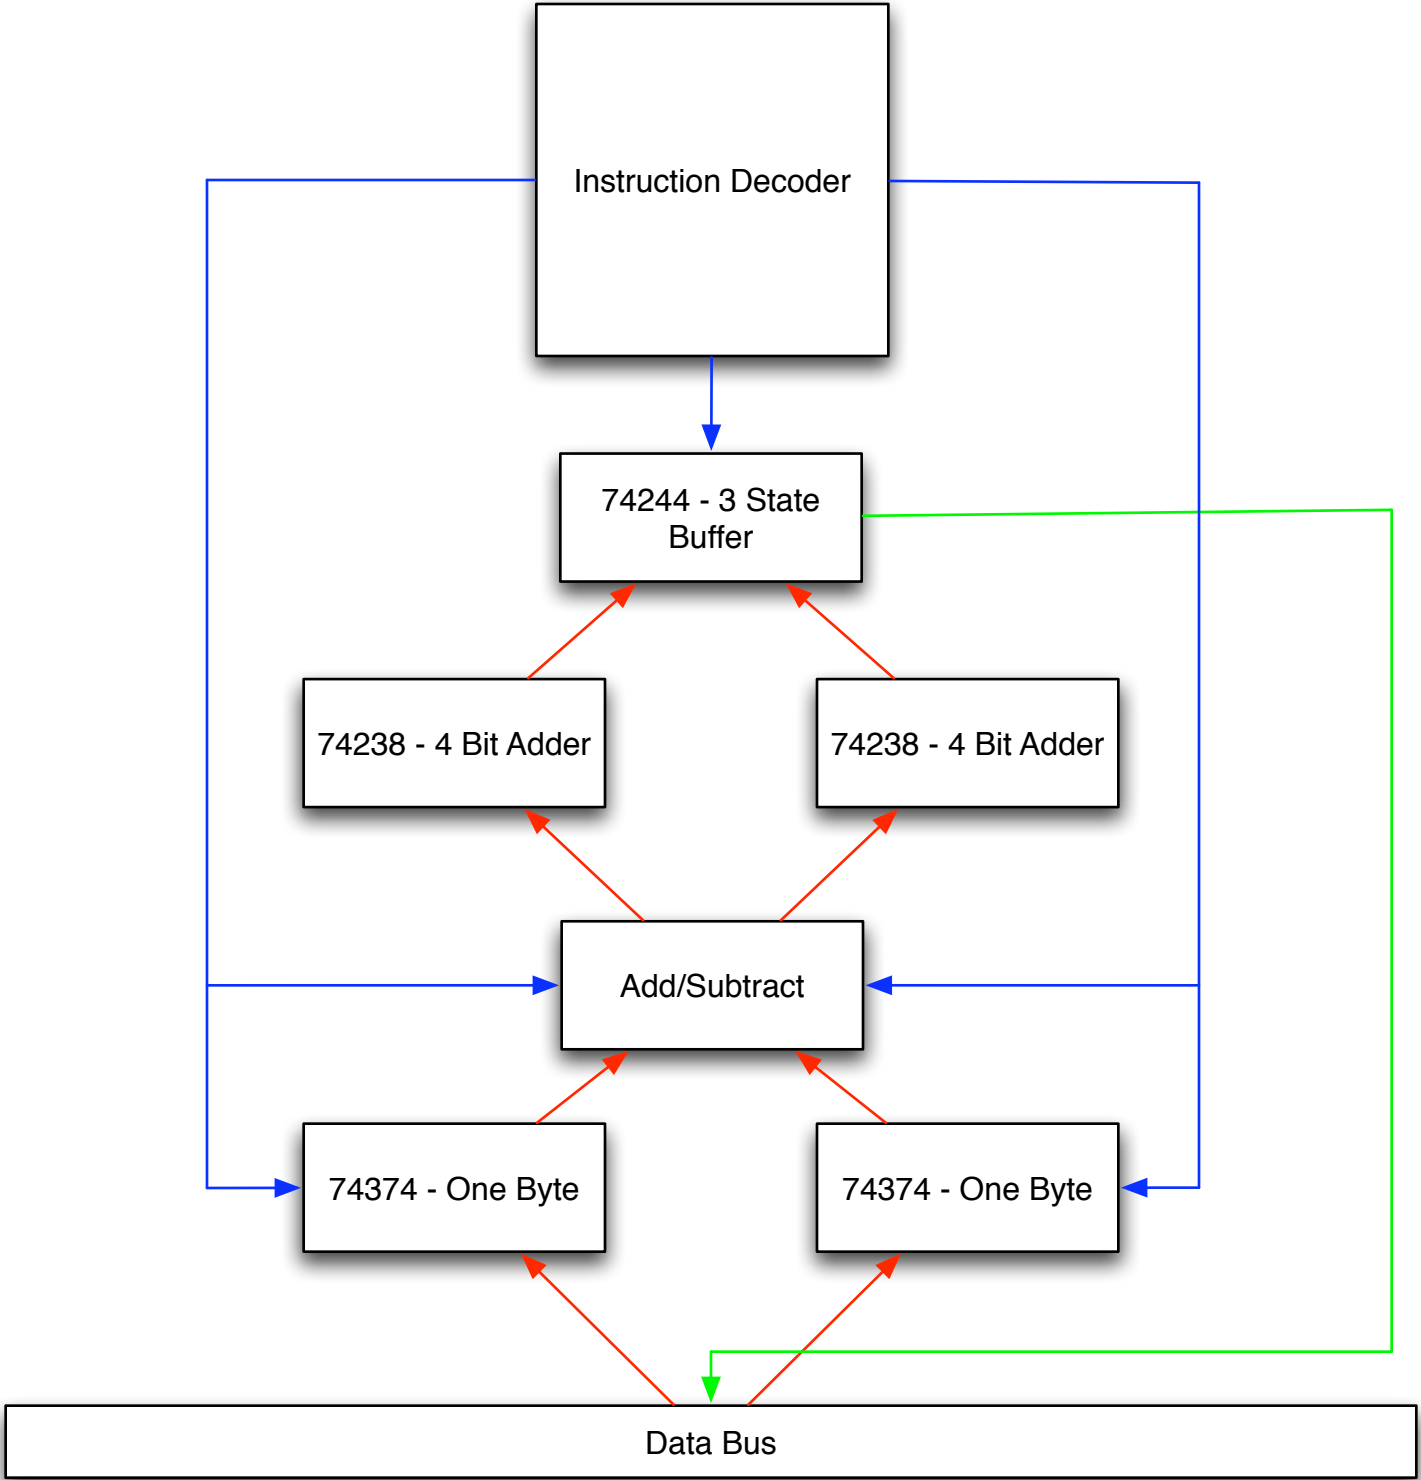 Instruction Decoder
74244 - 3 State
Buffer
74238 - 4 Bit Adder
74238 - 4 Bit Adder
Add/Subtract
74374 - One Byte
74374 - One Byte
Data Bus